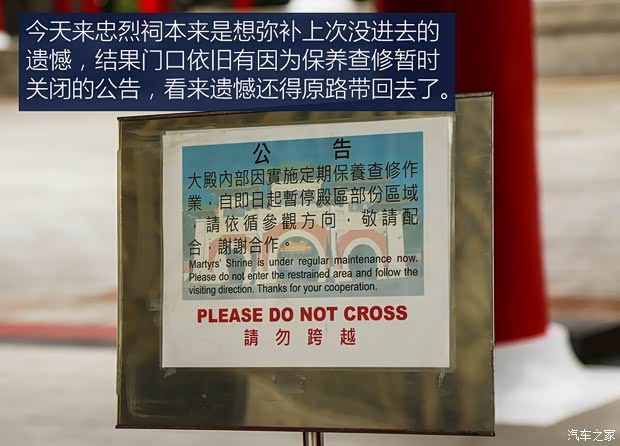 今天来忠烈祠本来是想弥补上次没进去的
遗憾，结果门口依旧有因为保养查修暂时
关闭的公告，看来遗憾还得原路带回去了。
公告
大殿內部因實施定期保養查修作
業，自即日起暫停殿區部份區域
，請依循參觀方向，敬請配
合，謝謝合作。
Martyrs' Shrine is under regular maintenance now.
Please do not enter the restrained area and follow the
visiting direction. Thanks for your cooperation.
PLEASE DO NOT CROSS
請勿跨越
汽车之家